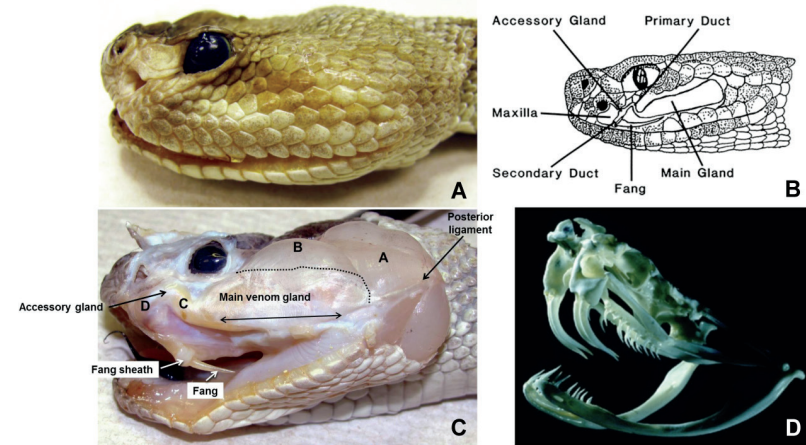 A
Accessory Gland
Primary Duct
Maxilla
Secondary Duct
Fang
Main Gland
B
Posterior
ligament
B
A
Accessory gland
D
C
Main venom gland
Fang sheath
Fang
C
D